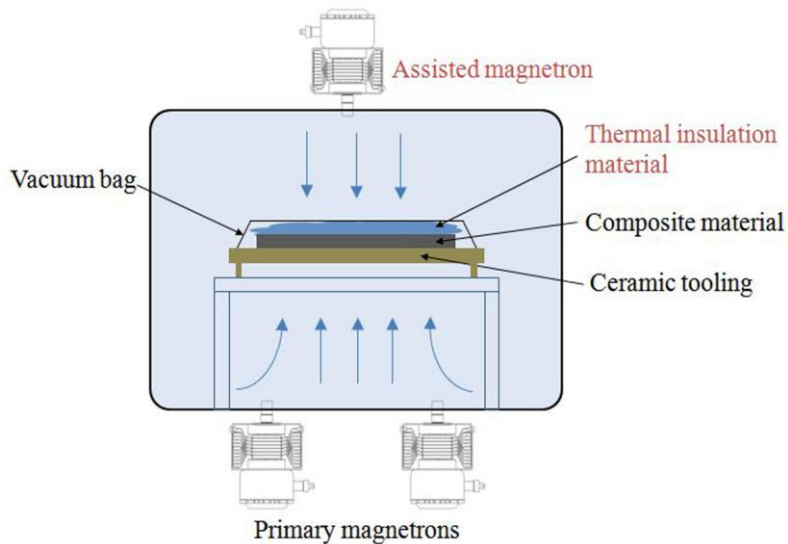 Assisted magnetron
Thermal insulation
material
Vacuum bag
Composite material
Ceramic tooling
Primary magnetrons